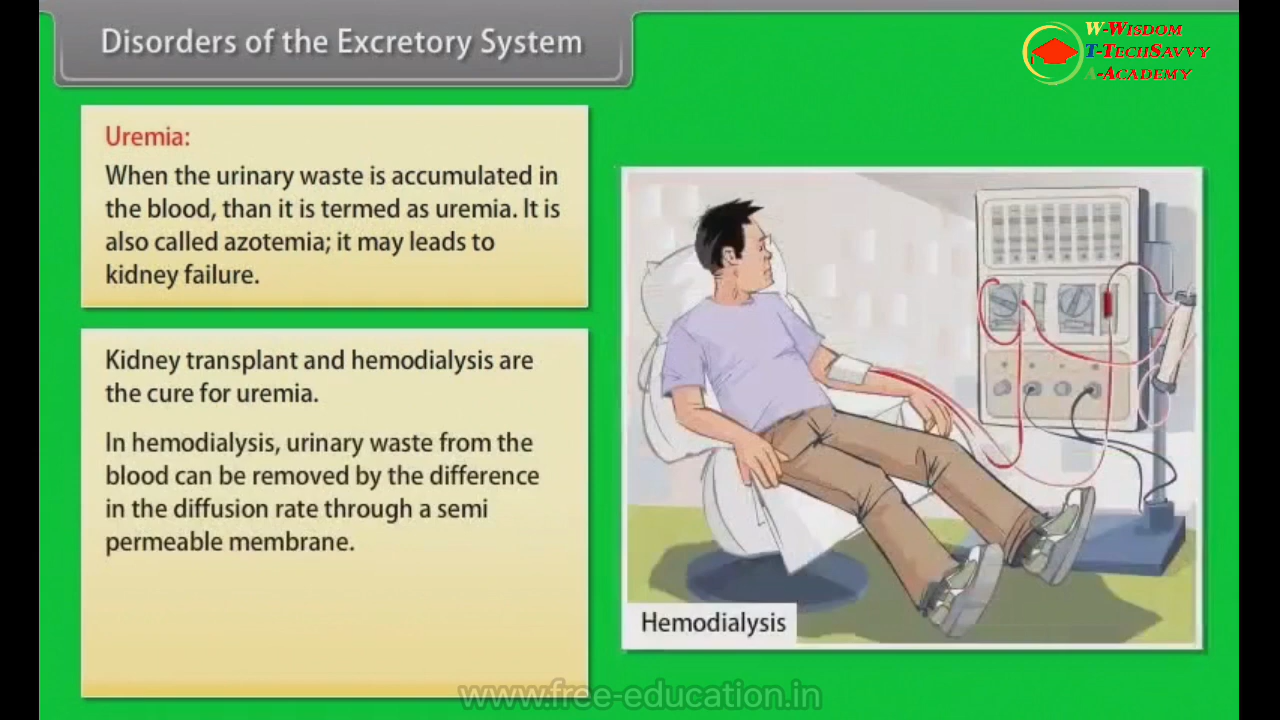 Disorders of the Excretory System
W-Wisdom
T-TechSavvy
A-Academy
Uremia:
When the urinary waste is accumulated in
the blood, than it is termed as uremia. It is
also called azotemia; it may leads to
kidney failure.
Kidney transplant and hemodialysis are
the cure for uremia.
In hemodialysis, urinary waste from the
blood can be removed by the difference
in the diffusion rate through a semi
permeable membrane.
Hemodialysis
www.free-education.in